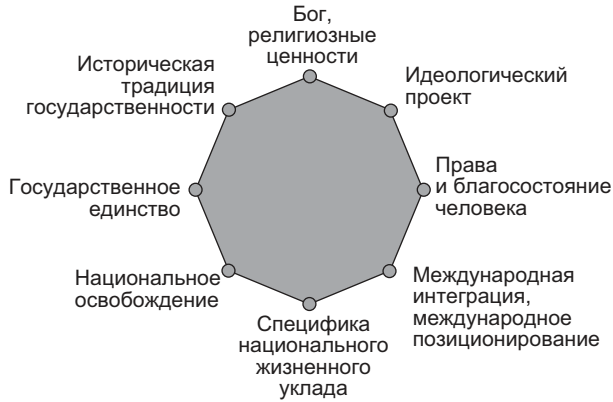 Бог,
религиозные
ценности
Историческая
традиция
государственности
Идеологический
проект
Государственное
единство
Права
и благосостояние
человека
Национальное
освобождение
Международная
интеграция,
международное
позиционирование
Специфика
национального
жизненного
уклада